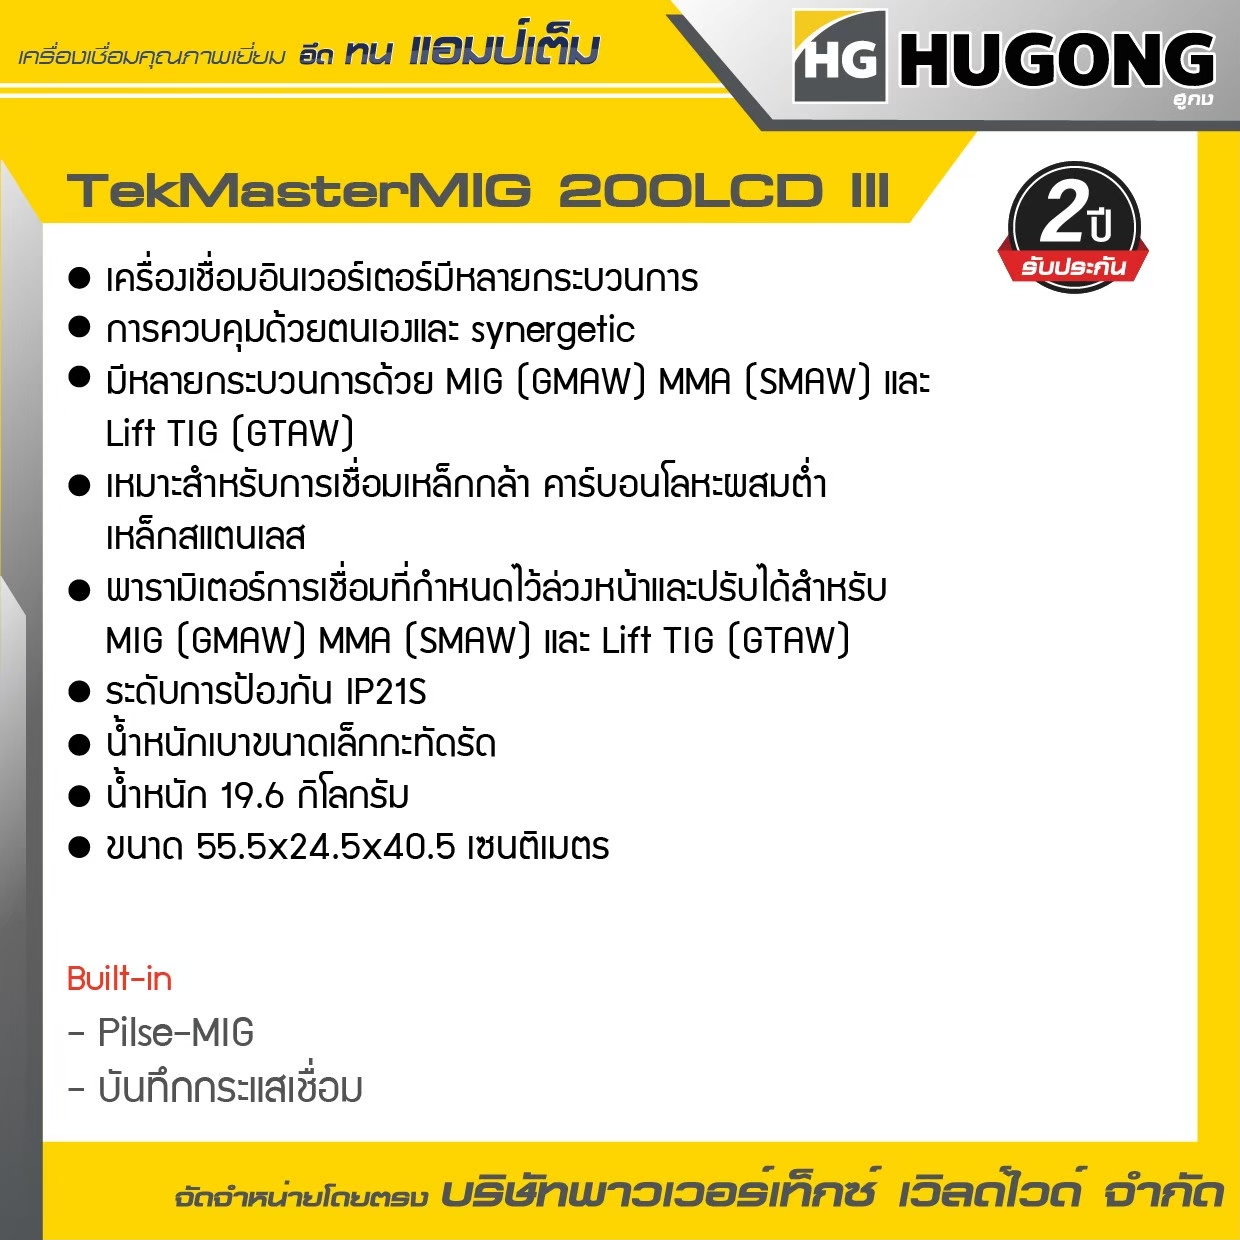 เครื่องเชื่อมคุณภาพเยี่ยม อึด ทน แอมป์เต็ม
HG HUGONG
ฮูกง
TekMasterMIG 200LCD III
2 ปี
รับประกัน
● เครื่องเชื่อมอินเวอร์เตอร์มีหลายกระบวนการ
● การควบคุมด้วยตนเองและ synergetic
● มีหลายกระบวนการด้วย MIG (GMAW) MMA (SMAW) และ
Lift TIG (GTAW)
● เหมาะสำหรับการเชื่อมเหล็กกล้า คาร์บอนโลหะผสมต่ำ
เหล็กสแตนเลส
● พารามิเตอร์การเชื่อมที่กำหนดไว้ล่วงหน้าและปรับได้สำหรับ
MIG (GMAW) MMA (SMAW) และ Lift TIG (GTAW)
● ระดับการป้องกัน IP21S
● น้ำหนักเบาขนาดเล็กกะทัดรัด
● น้ำหนัก 19.6 กิโลกรัม
● ขนาด 55.5x24.5x40.5 เซนติเมตร
Built-in
- Pilse-MIG
- บันทึกกระแสเชื่อม
จัดจำหน่ายโดยตรง บริษัทพาวเวอร์เท็กซ์ เวิลด์ไวด์ จำกัด